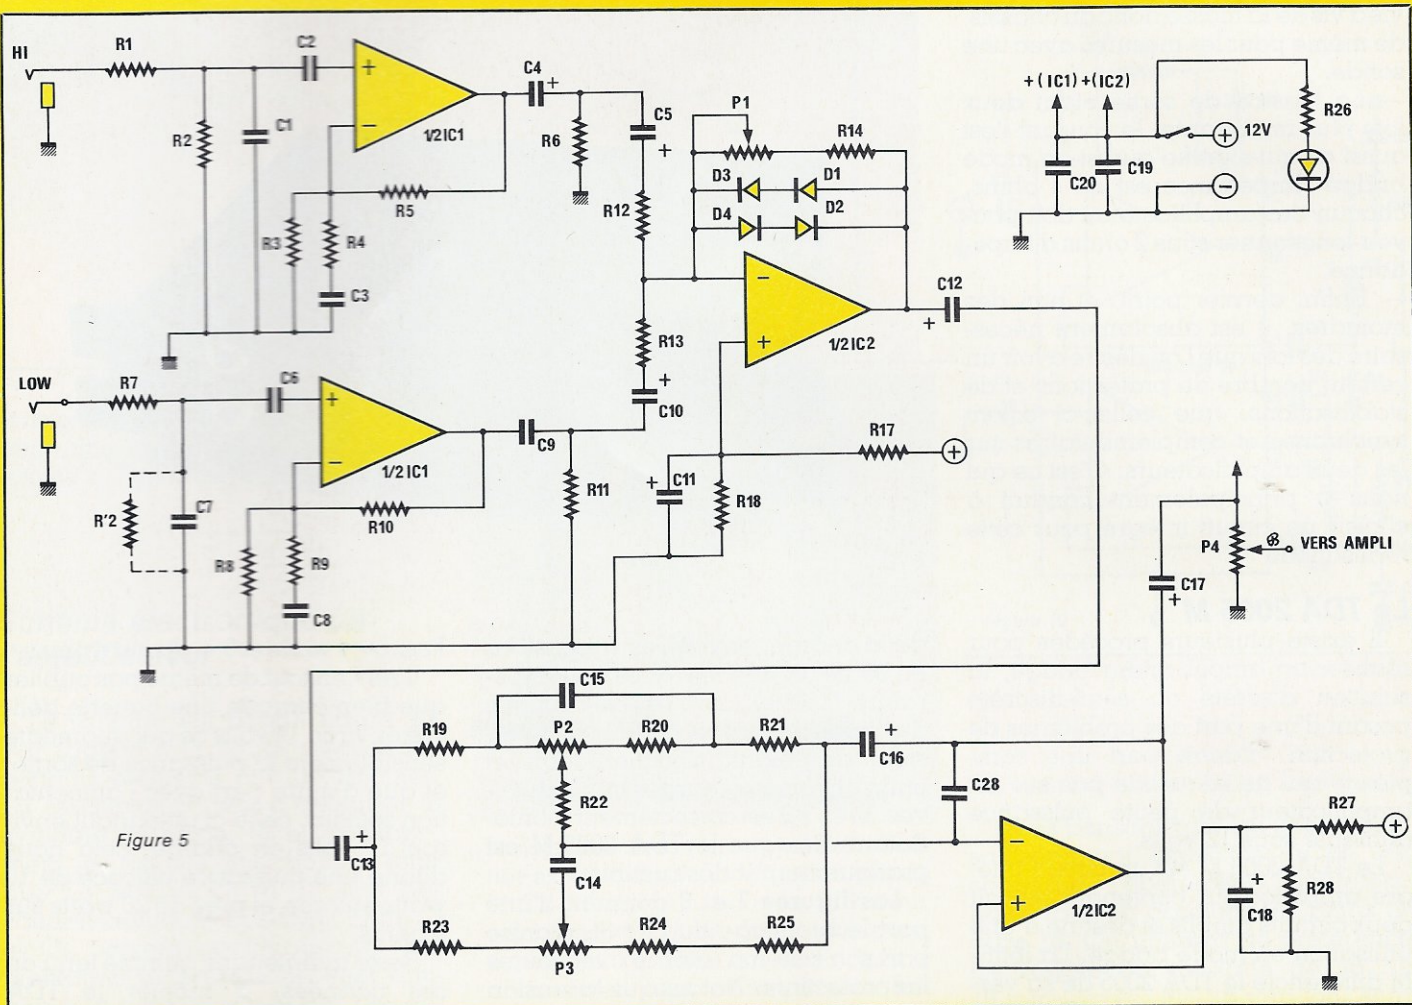 HI
R1
C2
+
−
1/2 IC1
C4
+
R2
C1
R3
R4
R5
C3
R6
C5
+
R12
P1
R14
D3
D1
D4
D2
−
+
1/2 IC2
C12
+
+(IC1) +(IC2)
12V
+
−
C20
C19
R26
LOW
R7
C6
+
−
1/2 IC1
R'2
C7
R8
R9
R10
C8
C9
R11
R13
+
C10
+
C11
R18
R17
+
P4
VERS AMPLI
C17
+
C15
R19
P2
R20
R21
+
C16
R22
C28
Figure 5
+
C13
C14
−
+
1/2 IC2
R23
P3
R24
R25
R27
+
+
C18
R28